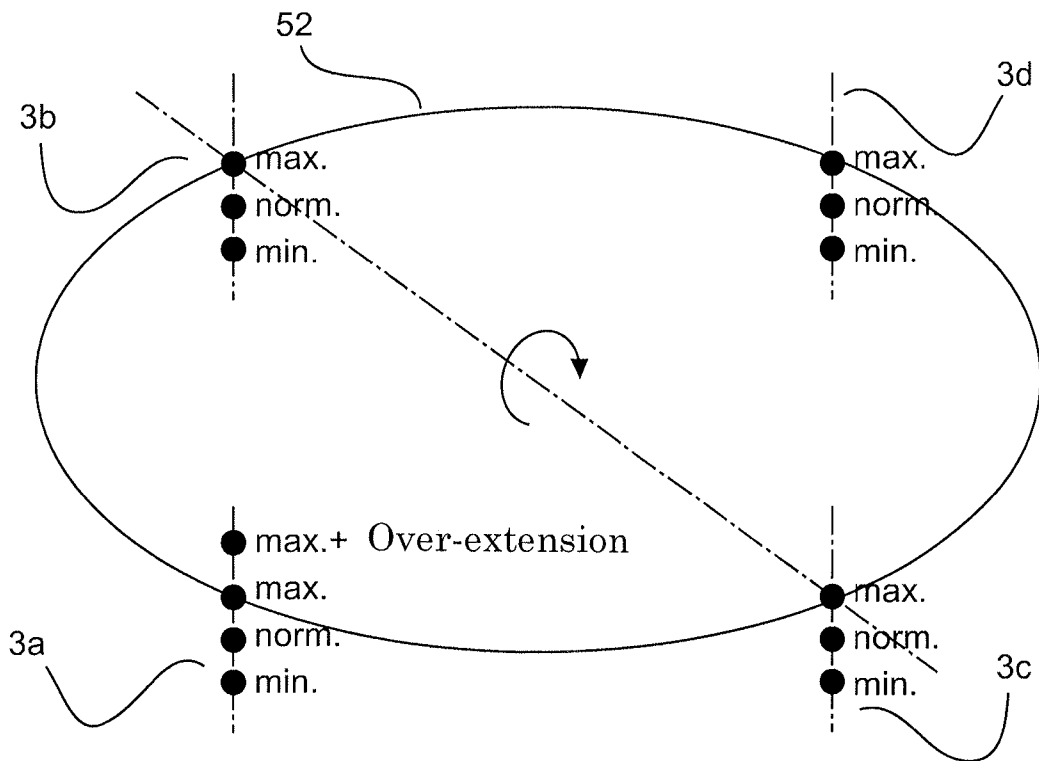 52
3b
3d
max.
norm.
min.
max.
norm.
min.
max.+ Over-extension
max.
norm.
min.
max.
norm.
min.
3a
3c